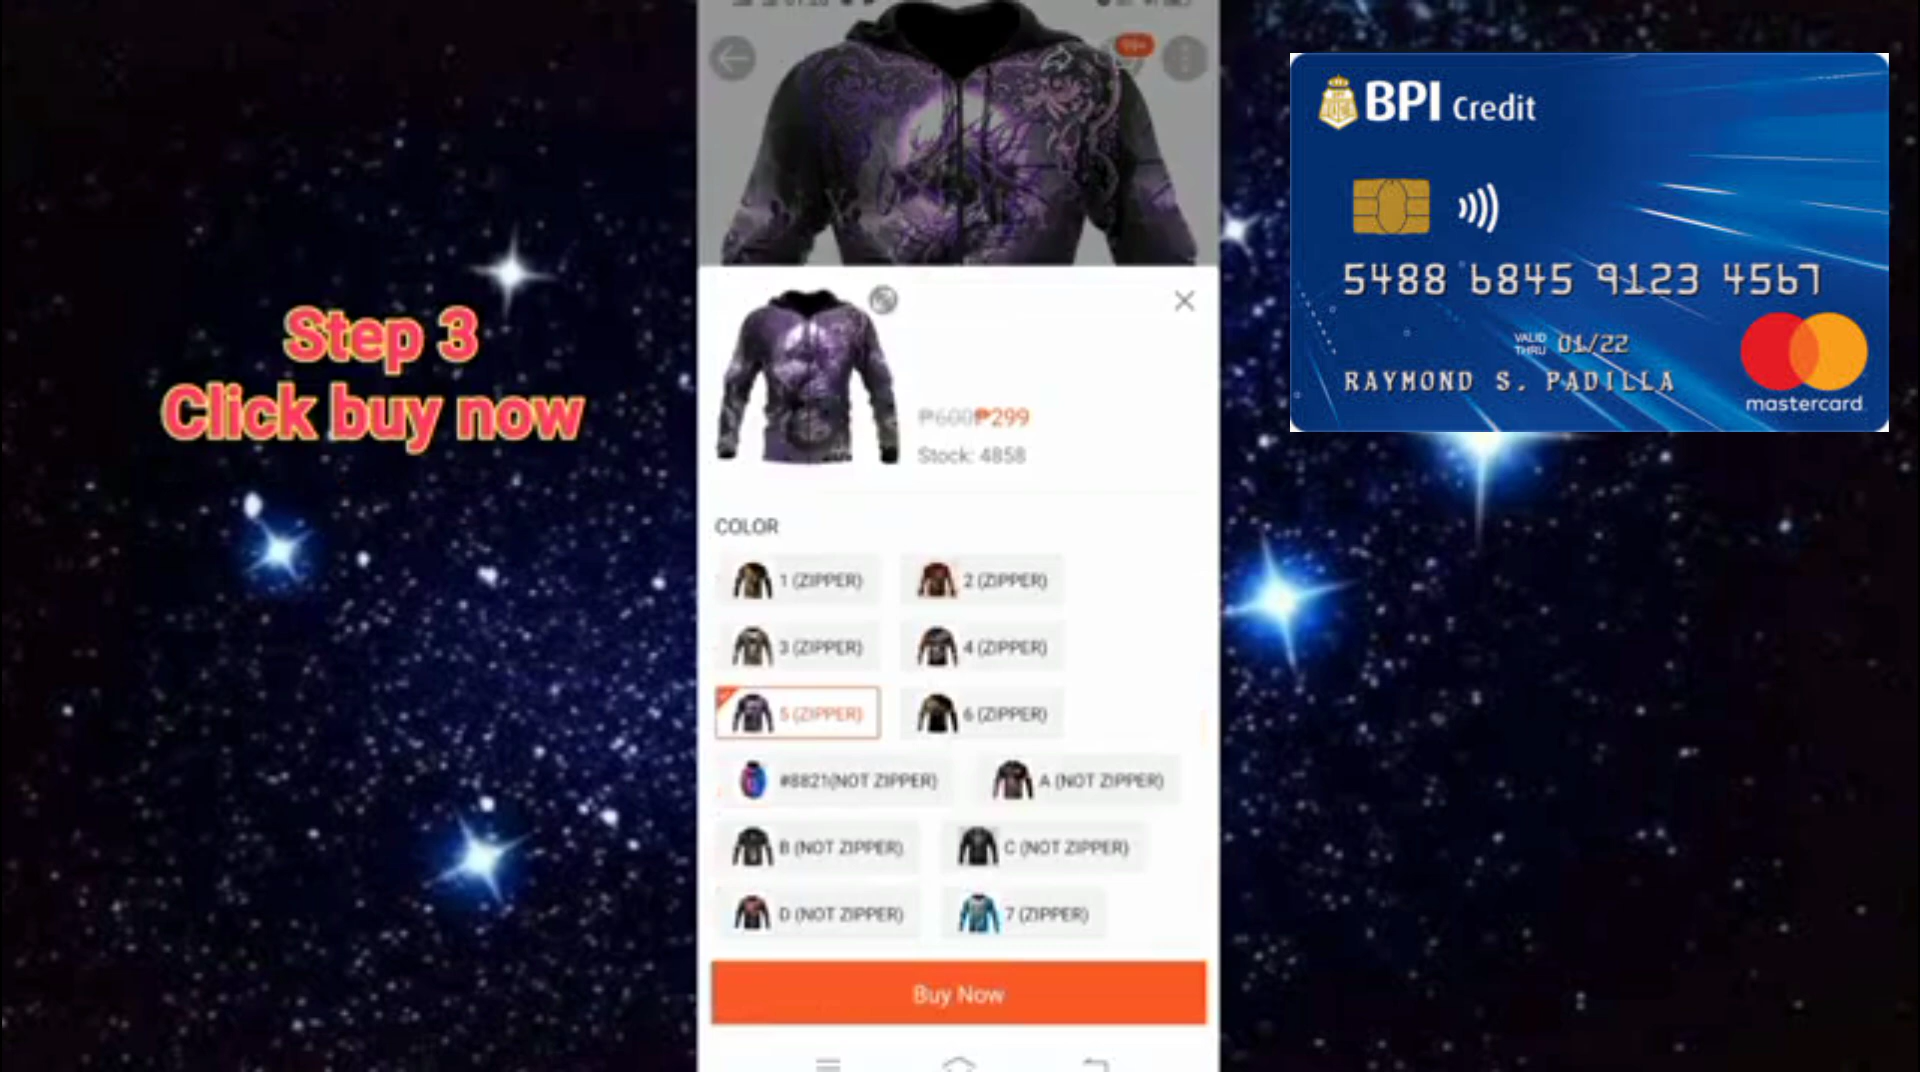 Step 3
Click buy now
99+
₱600 ₱299
Stock: 4858
COLOR
1 (ZIPPER)
2 (ZIPPER)
3 (ZIPPER)
4 (ZIPPER)
5 (ZIPPER)
6 (ZIPPER)
#8821(NOT ZIPPER)
A (NOT ZIPPER)
B (NOT ZIPPER)
C (NOT ZIPPER)
D (NOT ZIPPER)
7 (ZIPPER)
Buy Now
BPI Credit
5488 6845 9123 4567
VALID THRU 01/22
RAYMOND S. PADILLA
mastercard